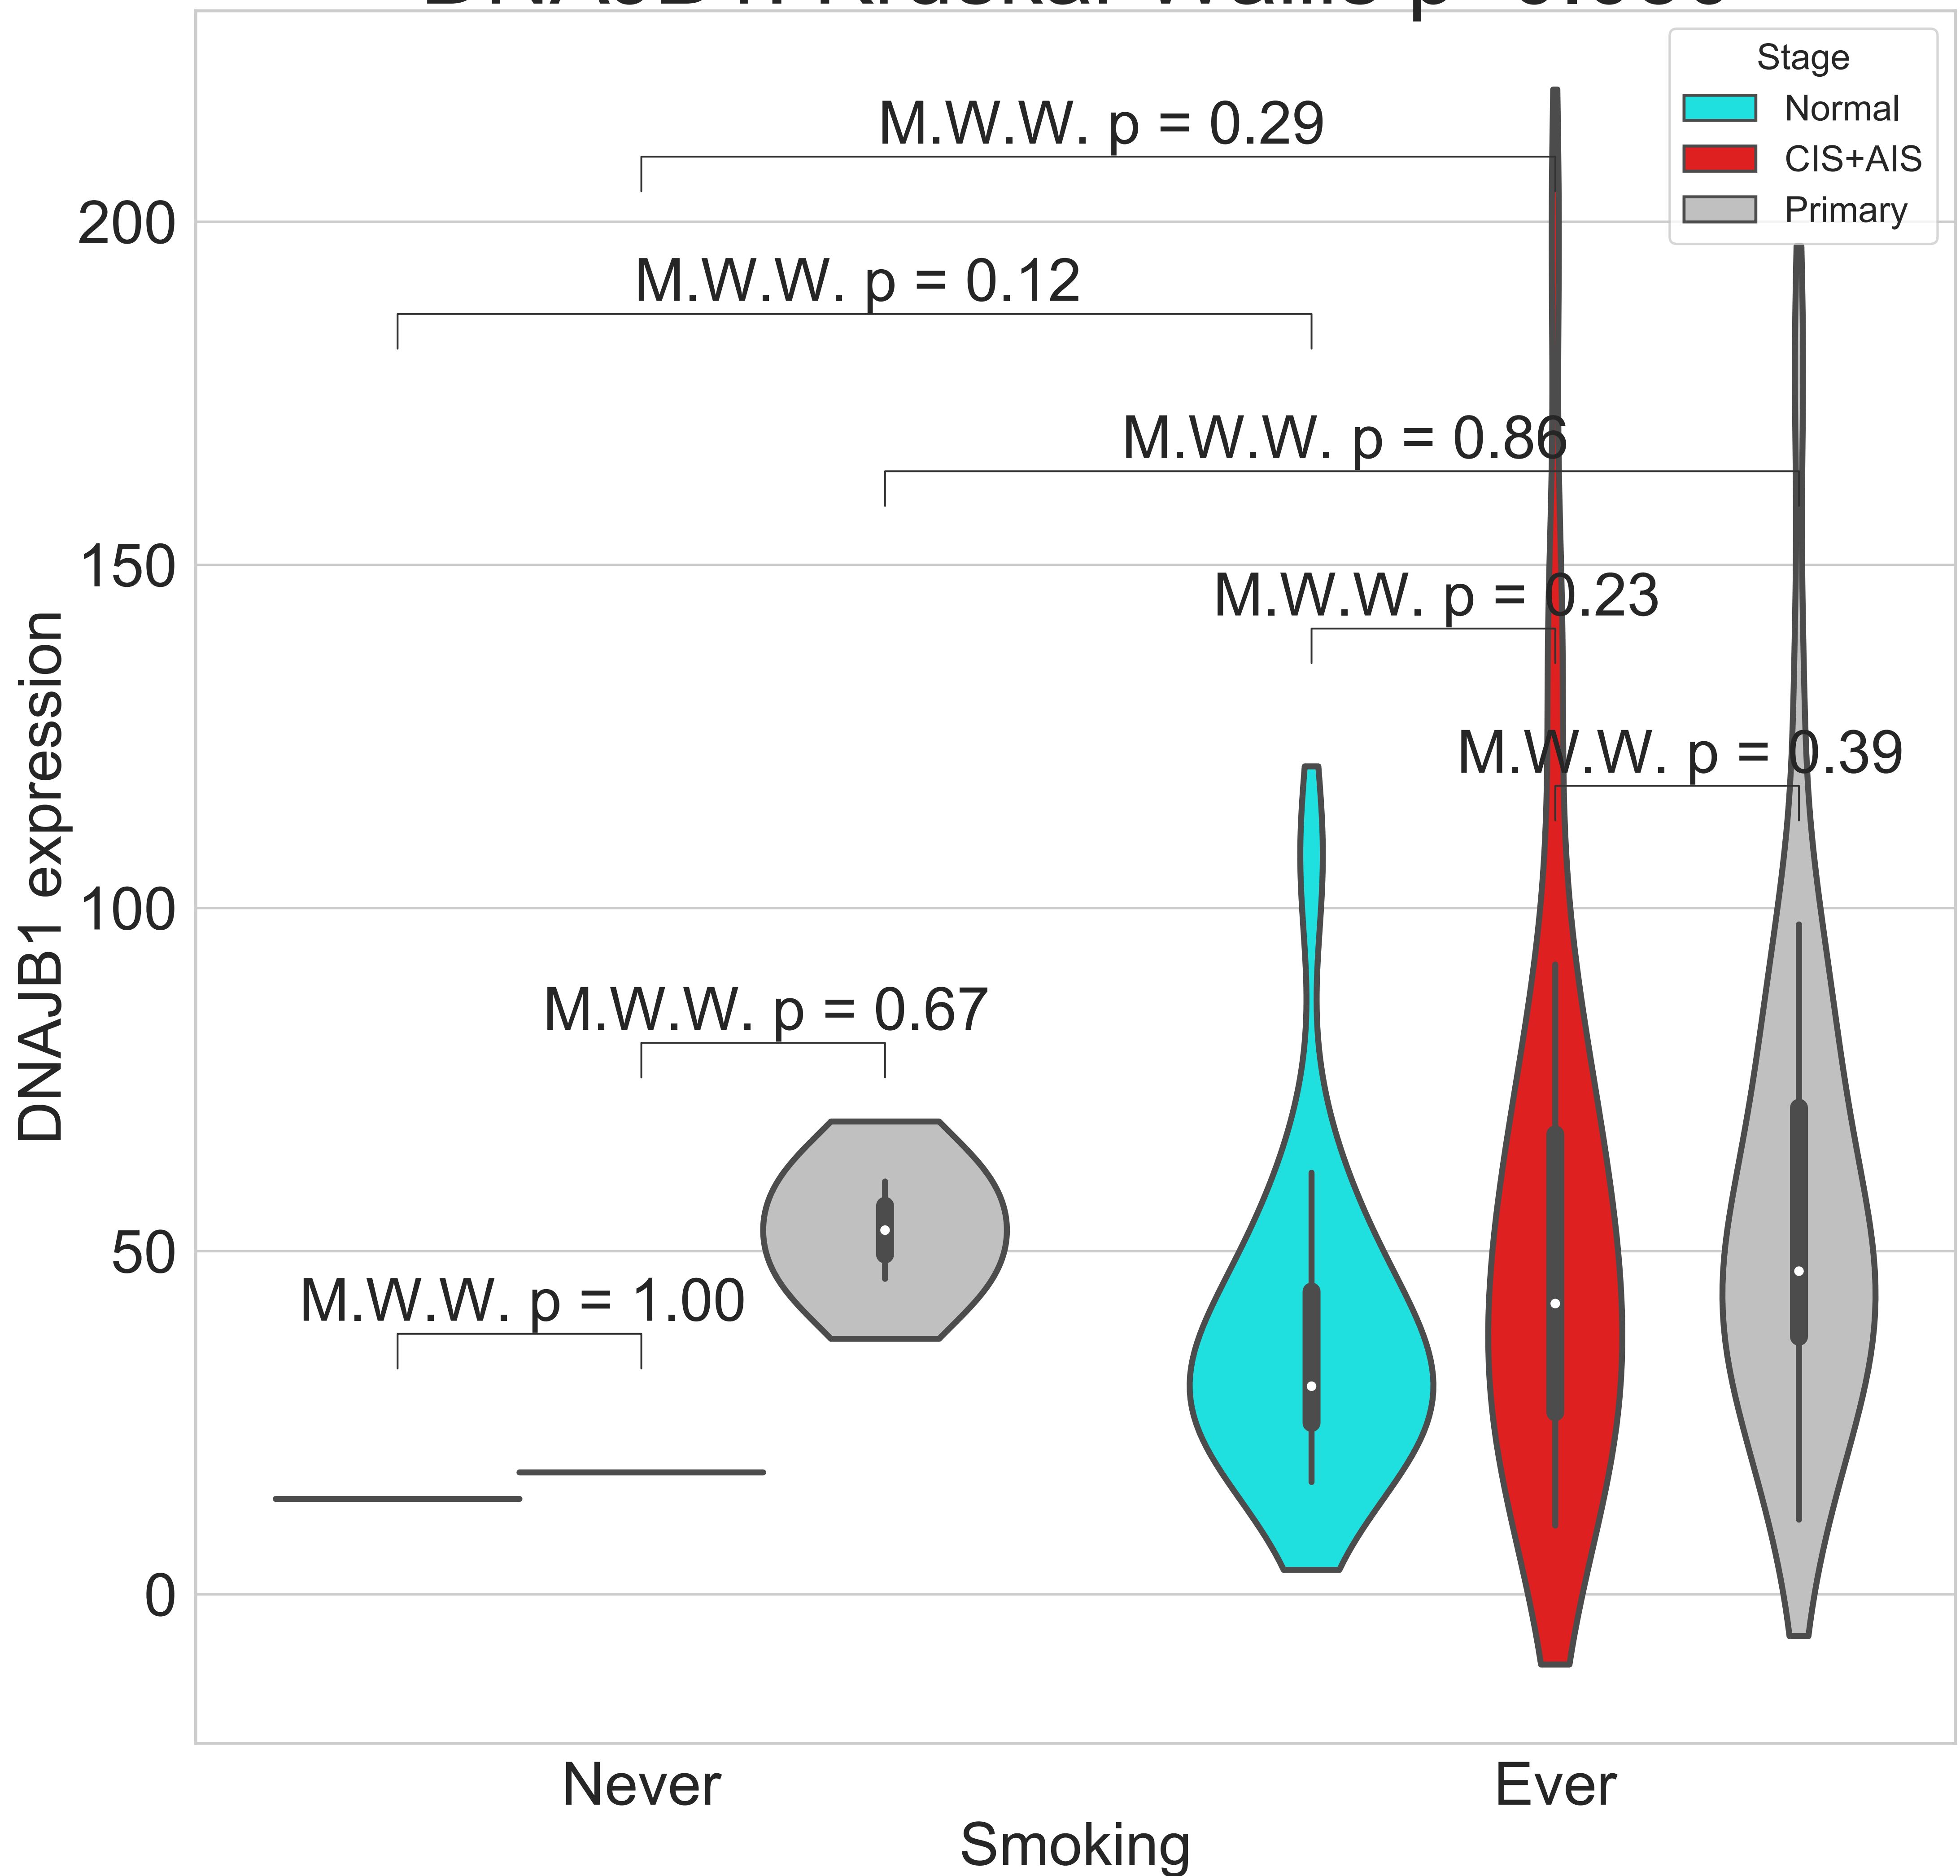 Stage
Normal
CIS+AIS
Primary
M.W.W. p = 0.29
M.W.W. p = 0.12
M.W.W. p = 0.86
M.W.W. p = 0.23
M.W.W. p = 0.39
M.W.W. p = 0.67
M.W.W. p = 1.00
200
150
100
50
0
DNAJB1 expression
Never
Ever
Smoking